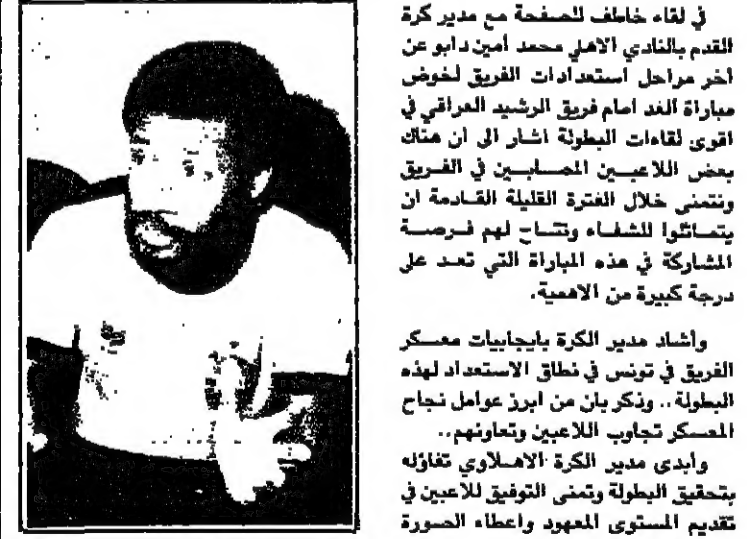 في لقاء خاطف للصفحة مع مدير كرة
القدم بالنادي الاهلي محمد أمين دابو عن
آخر مراحل استعدادات الفريق لخوض
مباراة الغد امام فريق الرشيد العراقي في
اقوى لقاءات البطولة اشار الى ان هناك
بعض اللاعبين المصابين في الفريق
ونتمنى خلال الفترة القليلة القادمة ان
يتماثلوا للشفاء وتتاح لهم فرصة
المشاركة في هذه المباراة التي تعد على
درجة كبيرة من الاهمية.
وأشاد مدير الكرة بايجابيات معسكر
الفريق في تونس في نطاق الاستعداد لهذه
البطولة .. وذكر بان من ابرز عوامل نجاح
المعسكر تجاوب اللاعبين وتعاونهم..
وأبدى مدير الكرة الاهلاوي تفاؤله
بتحقيق البطولة وتمنى التوفيق للاعبين في
تقديم المستوى المعهود واعطاء الصورة